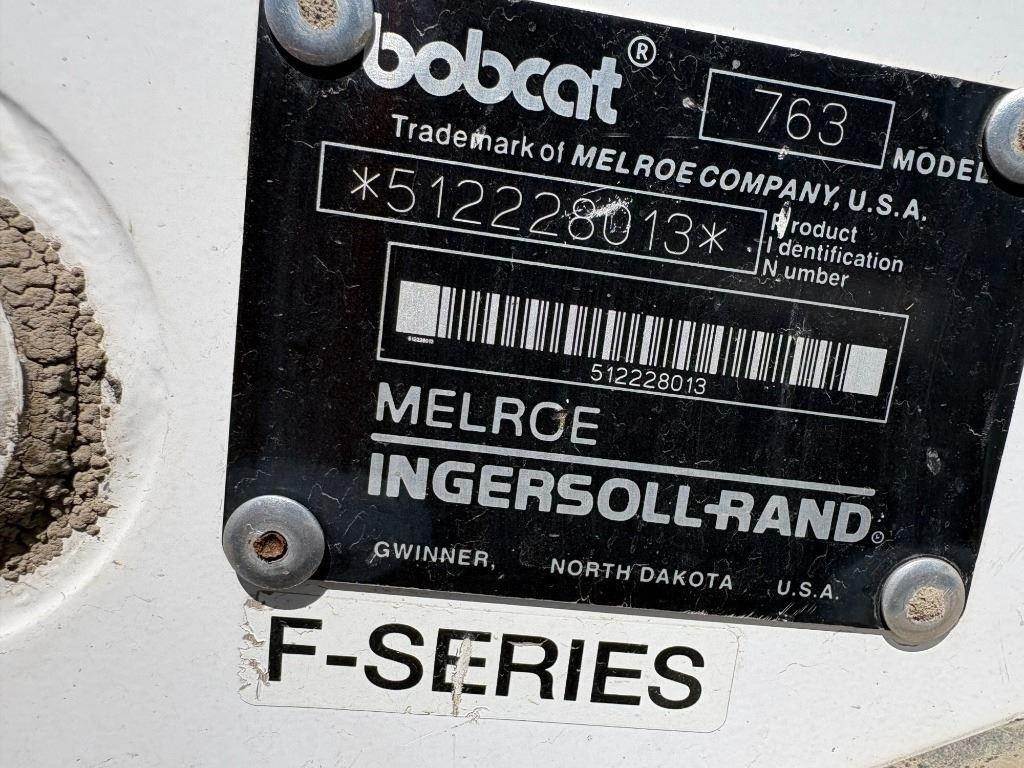 bobcat®
763 MODEL
Trademark of MELROE COMPANY, U.S.A.
*512228013*
Product
Identification
Number
512228013
512228013
MELROE
INGERSOLL-RAND®
GWINNER, NORTH DAKOTA U.S.A.
F-SERIES